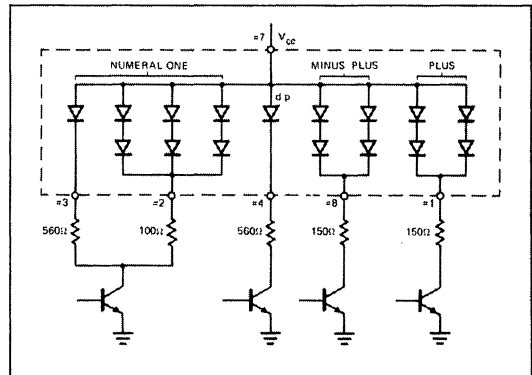 =7 Vcc
NUMERAL ONE MINUS PLUS PLUS
dp
=3 =2 =4 =8 =1
560Ω 100Ω 560Ω 150Ω 150Ω